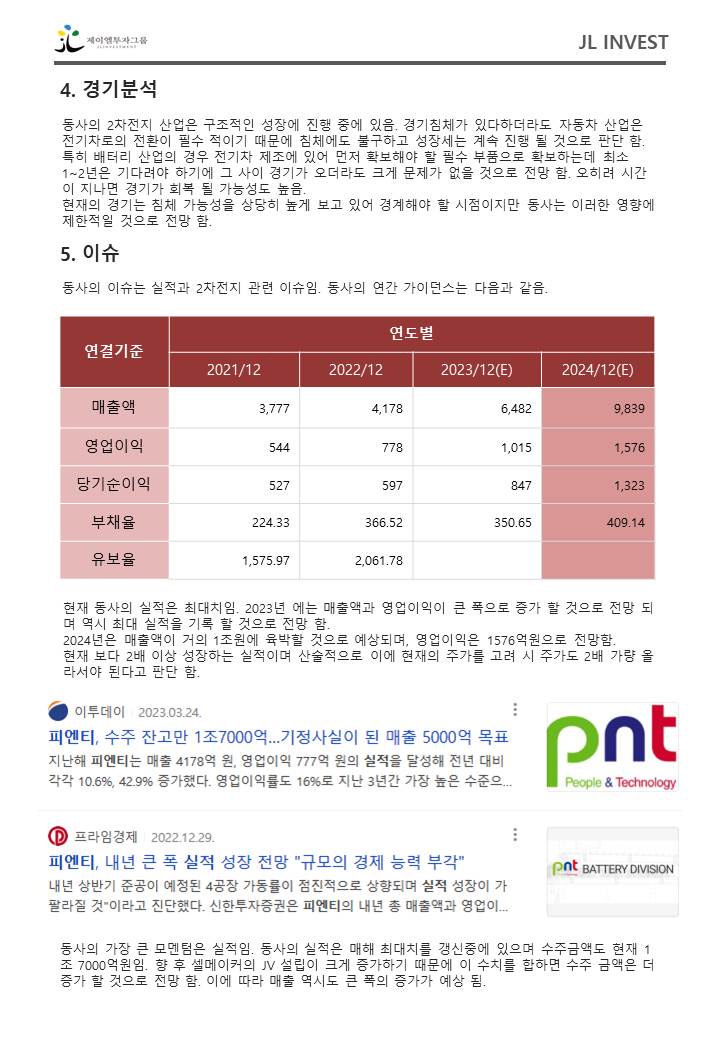 제이엘투자그룹
JLINVESTMENT
JL INVEST
4. 경기분석
동사의 2차전지 산업은 구조적인 성장에 진행 중에 있음. 경기침체가 있다하더라도 자동차 산업은
전기차로의 전환이 필수 적이기 때문에 침체에도 불구하고 성장세는 계속 진행 될 것으로 판단 함.
특히 배터리 산업의 경우 전기차 제조에 있어 먼저 확보해야 할 필수 부품으로 확보하는데 최소
1~2년은 기다려야 하기에 그 사이 경기가 오더라도 크게 문제가 없을 것으로 전망 함. 오히려 시간
이 지나면 경기가 회복 될 가능성도 높음.
현재의 경기는 침체 가능성을 상당히 높게 보고 있어 경계해야 할 시점이지만 동사는 이러한 영향에
제한적일 것으로 전망 함.
5. 이슈
동사의 이슈는 실적과 2차전지 관련 이슈임. 동사의 연간 가이던스는 다음과 같음.
연결기준 연도별
2021/12 2022/12 2023/12(E) 2024/12(E)
매출액 3,777 4,178 6,482 9,839
영업이익 544 778 1,015 1,576
당기순이익 527 597 847 1,323
부채율 224.33 366.52 350.65 409.14
유보율 1,575.97 2,061.78
현재 동사의 실적은 최대치임. 2023년 에는 매출액과 영업이익이 큰 폭으로 증가 할 것으로 전망 되
며 역시 최대 실적을 기록 할 것으로 전망 함.
2024년은 매출액이 거의 1조원에 육박할 것으로 예상되며, 영업이익은 1576억원으로 전망함.
현재 보다 2배 이상 성장하는 실적이며 산술적으로 이에 현재의 주가를 고려 시 주가도 2배 가량 올
라서야 된다고 판단 함.
이투데이 2023.03.24.
피엔티, 수주 잔고만 1조7000억...기정사실이 된 매출 5000억 목표
지난해 피엔티는 매출 4178억 원, 영업이익 777억 원의 실적을 달성해 전년 대비
각각 10.6%, 42.9% 증가했다. 영업이익률도 16%로 지난 3년간 가장 높은 수준으...
pnt
People & Technology
프라임경제 2022.12.29.
피엔티, 내년 큰 폭 실적 성장 전망 "규모의 경제 능력 부각"
내년 상반기 준공이 예정된 4공장 가동률이 점진적으로 상향되며 실적 성장이 가
팔라질 것"이라고 진단했다. 신한투자증권은 피엔티의 내년 총 매출액과 영업이...
pnt BATTERY DIVISION
동사의 가장 큰 모멘텀은 실적임. 동사의 실적은 매해 최대치를 갱신중에 있으며 수주금액도 현재 1
조 7000억원임. 향 후 셀메이커의 JV 설립이 크게 증가하기 때문에 이 수치를 합하면 수주 금액은 더
증가 할 것으로 전망 함. 이에 따라 매출 역시도 큰 폭의 증가가 예상 됨.